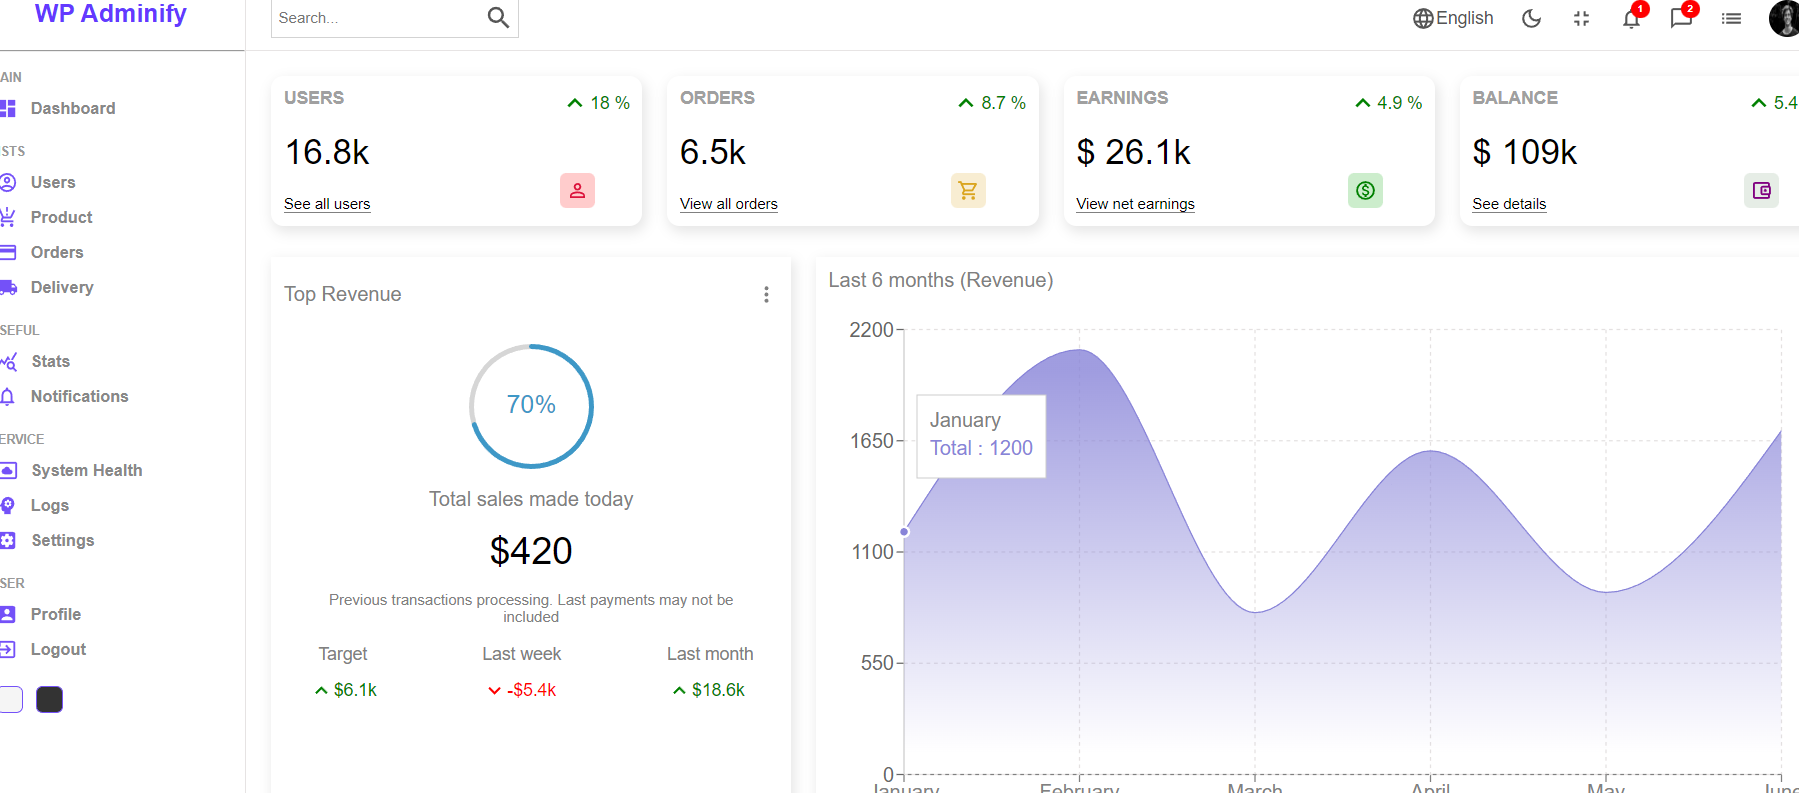 WP Adminify
Search...
English
1
2
AIN
Dashboard
ISTS
Users
Product
Orders
Delivery
SEFUL
Stats
Notifications
ERVICE
System Health
Logs
Settings
SER
Profile
Logout
USERS
18 %
16.8k
See all users
ORDERS
8.7 %
6.5k
View all orders
EARNINGS
4.9 %
$ 26.1k
View net earnings
BALANCE
5.4
$ 109k
See details
Top Revenue
70%
Total sales made today
$420
Previous transactions processing. Last payments may not be
included
Target
Last week
Last month
$6.1k
-$5.4k
$18.6k
Last 6 months (Revenue)
2200
1650
1100
550
0
January
Total : 1200
January
February
March
April
May
June